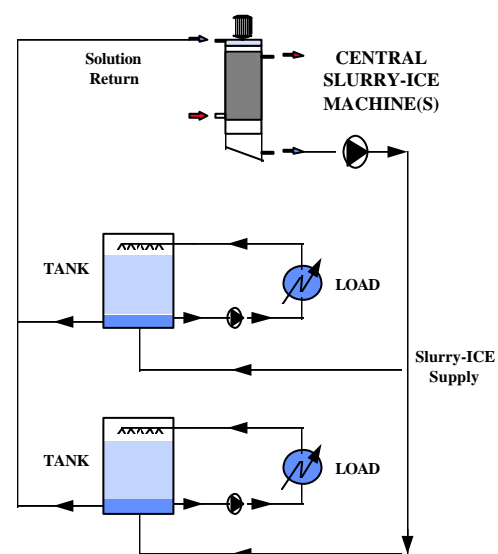 Solution
Return
CENTRAL
SLURRY-ICE
MACHINE(S)
TANK
LOAD
Slurry-ICE
Supply
TANK
LOAD